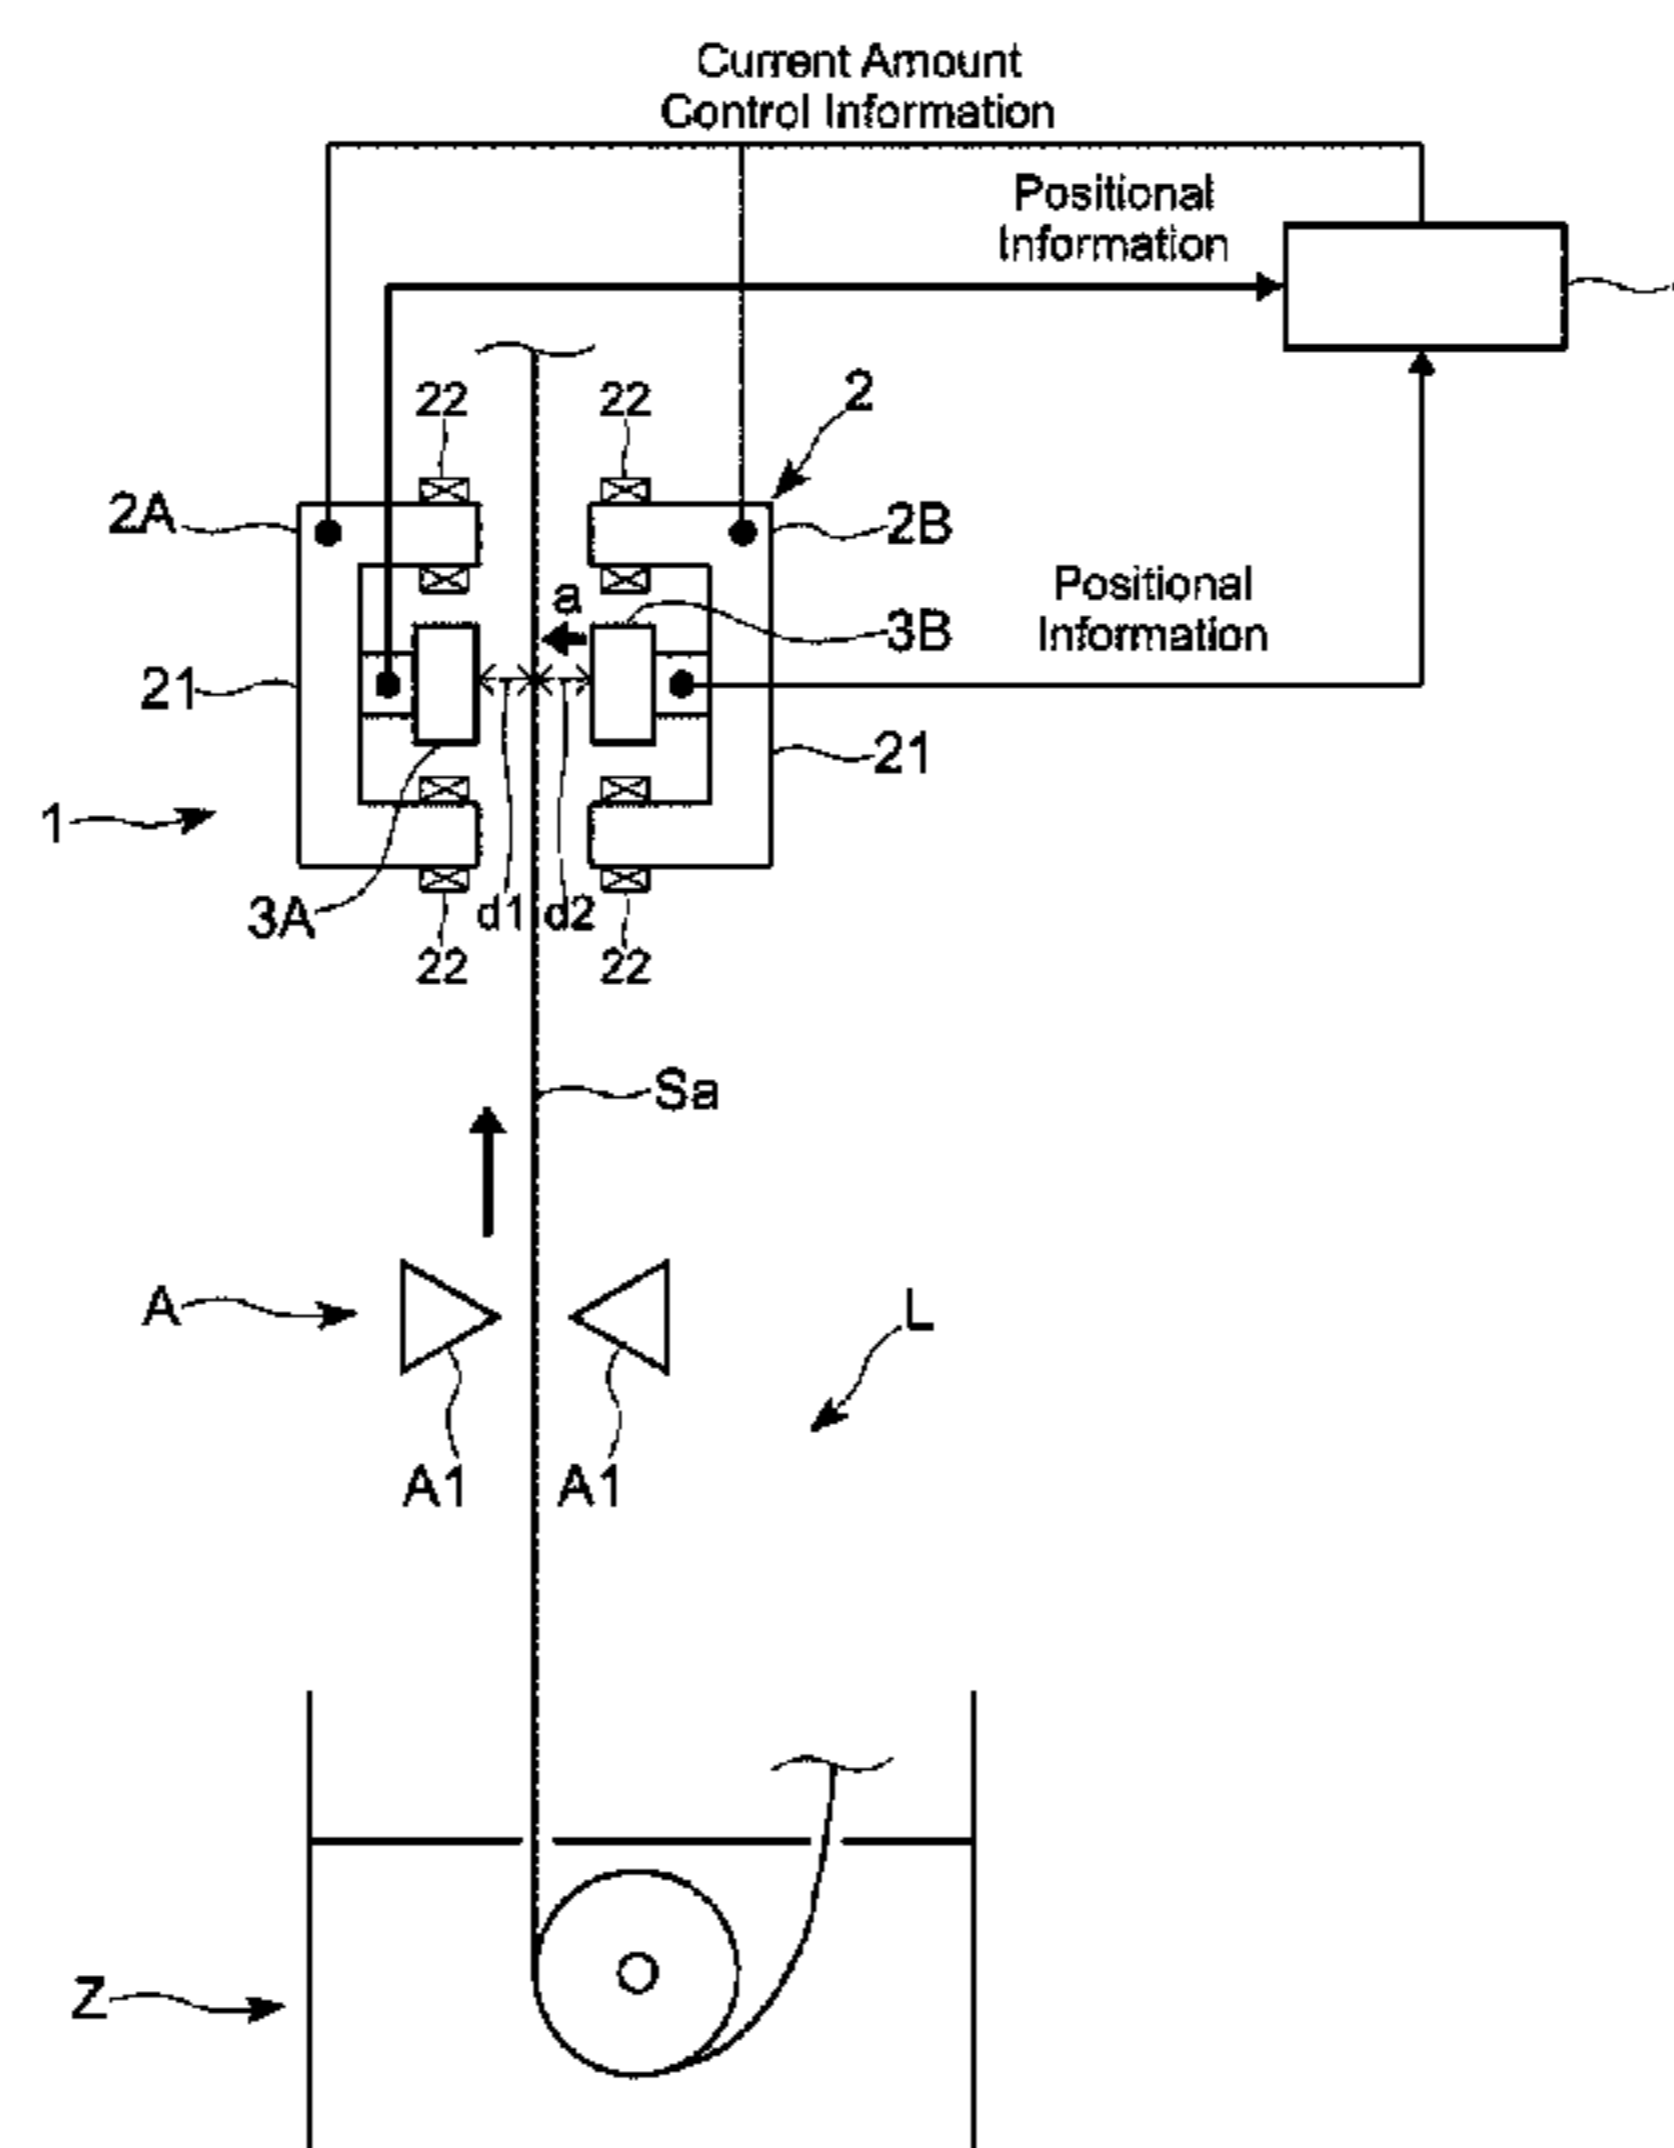 Current Amount
Control Information
Positional
Information
22
22
2
2A
2B
a
3B
Positional
Information
21
21
1
3A
d1
d2
22
22
Sa
A
L
A1
A1
Z